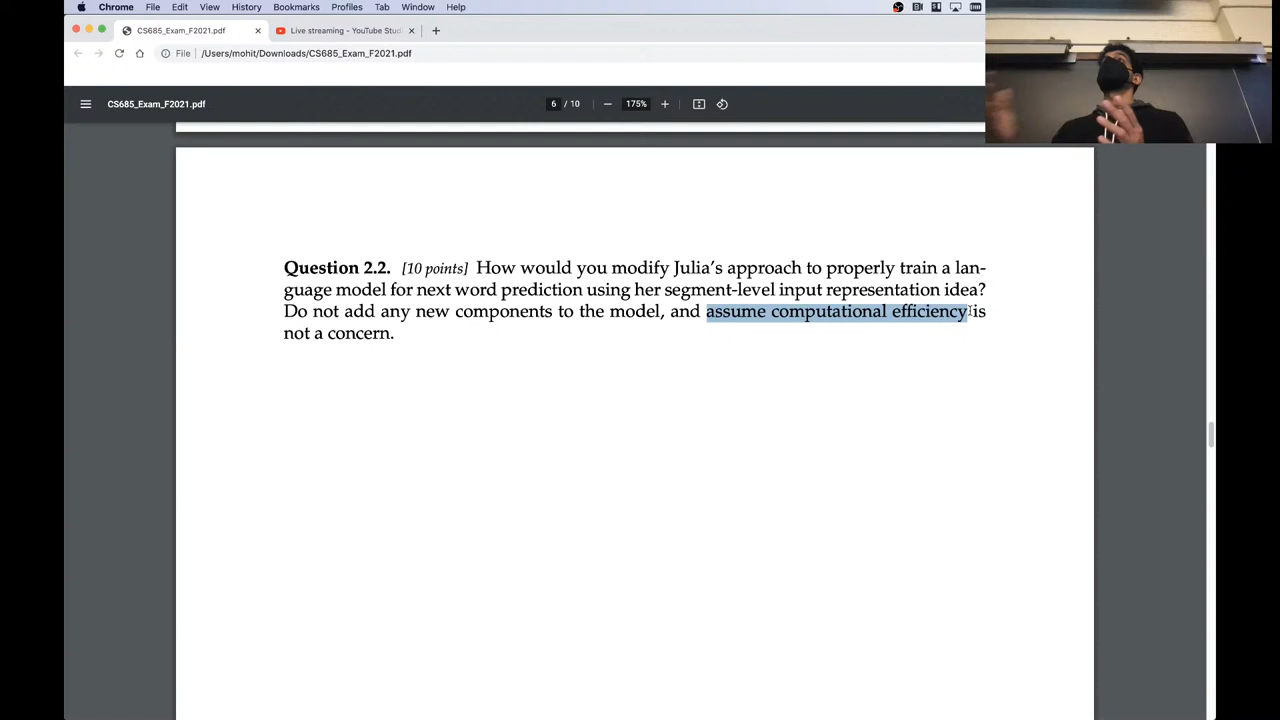 Chrome File Edit View History Bookmarks Profiles Tab Window Help
CS685_Exam_F2021.pdf Live streaming - YouTube Stud
File /Users/mohit/Downloads/CS685_Exam_F2021.pdf
CS685_Exam_F2021.pdf 6 / 10 175%
Question 2.2. [10 points] How would you modify Julia's approach to properly train a lan-
guage model for next word prediction using her segment-level input representation idea?
Do not add any new components to the model, and assume computational efficiency is
not a concern.